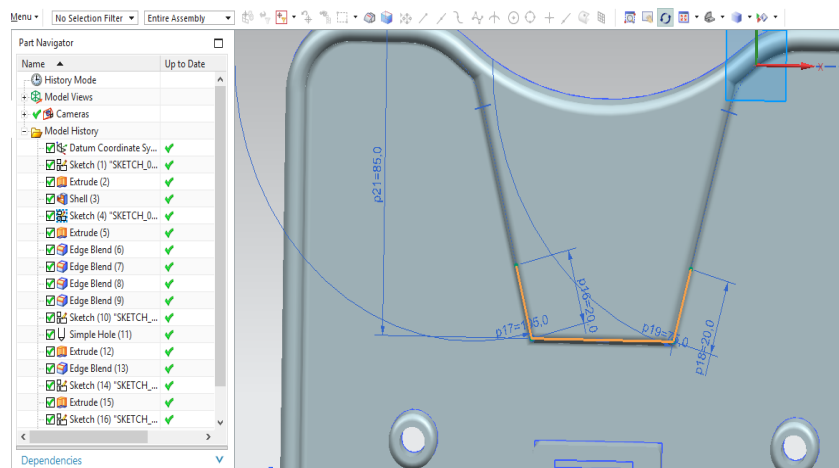 Menu
No Selection Filter
Entire Assembly
Part Navigator
Name
Up to Date
History Mode
Model Views
Cameras
Model History
Datum Coordinate Sy...
Sketch (1) "SKETCH_0...
Extrude (2)
Shell (3)
Sketch (4) "SKETCH_0...
Extrude (5)
Edge Blend (6)
Edge Blend (7)
Edge Blend (8)
Edge Blend (9)
Sketch (10) "SKETCH_...
Simple Hole (11)
Extrude (12)
Edge Blend (13)
Sketch (14) "SKETCH_...
Extrude (15)
Sketch (16) "SKETCH_...
Dependencies
X
p21=85,0
p16=20,0
p17=105,0
p18=20,0